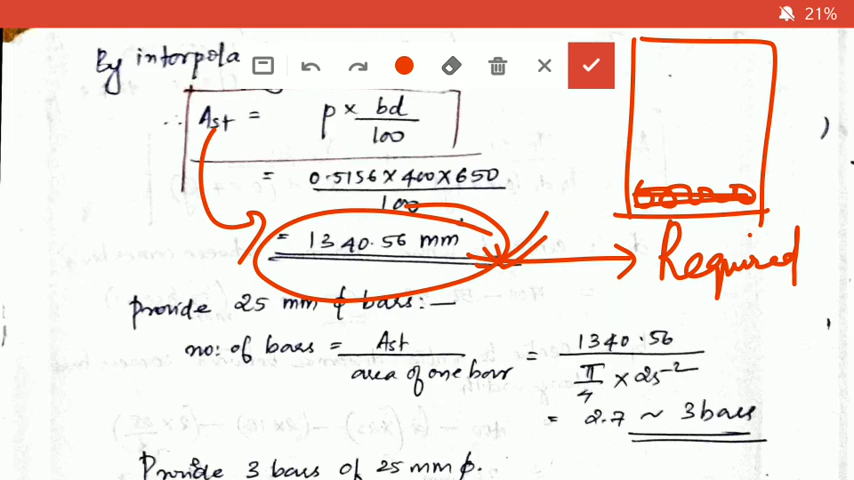 21%
By interpola
∴ Ast = p × bd/100
= 0.5156 × 400 × 650/100
= 1340.56 mm
Required
Provide 25 mm ϕ bars:—
no: of bars = Ast/area of one bar = 1340.56/(π/4 × 25²)
= 2.7 ~ 3 bars
Provide 3 bars of 25 mm ϕ.